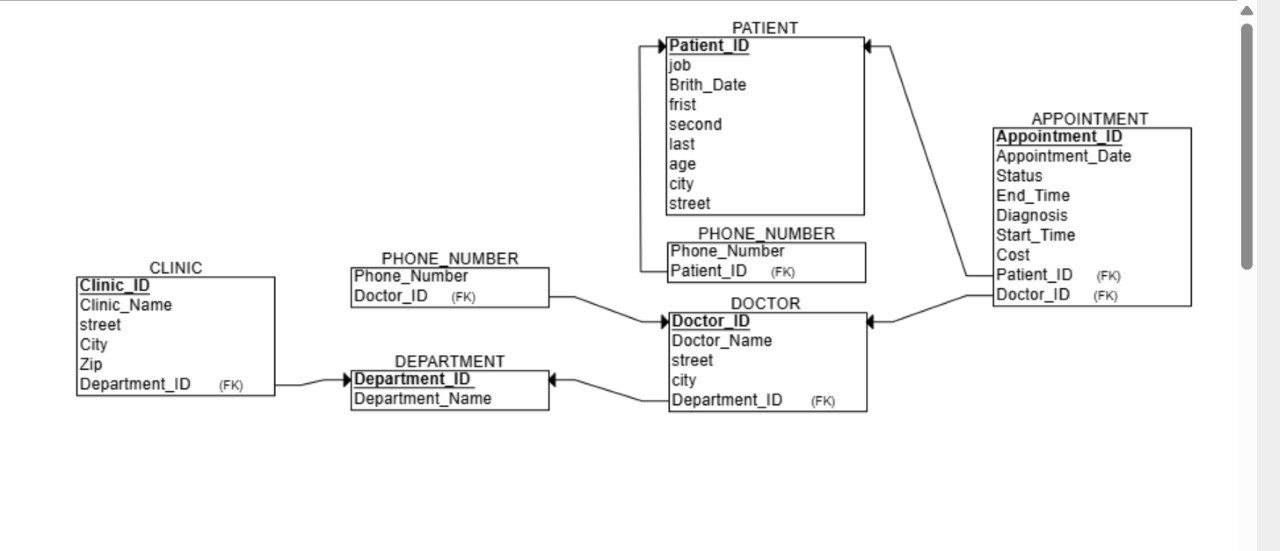 PATIENT
Patient_ID
job
Brith_Date
frist
second
last
age
city
street
APPOINTMENT
Appointment_ID
Appointment_Date
Status
End_Time
Diagnosis
Start_Time
Cost
Patient_ID (FK)
Doctor_ID (FK)
PHONE_NUMBER
Phone_Number
Patient_ID (FK)
CLINIC
Clinic_ID
Clinic_Name
street
City
Zip
Department_ID (FK)
PHONE_NUMBER
Phone_Number
Doctor_ID (FK)
DOCTOR
Doctor_ID
Doctor_Name
street
city
Department_ID (FK)
DEPARTMENT
Department_ID
Department_Name